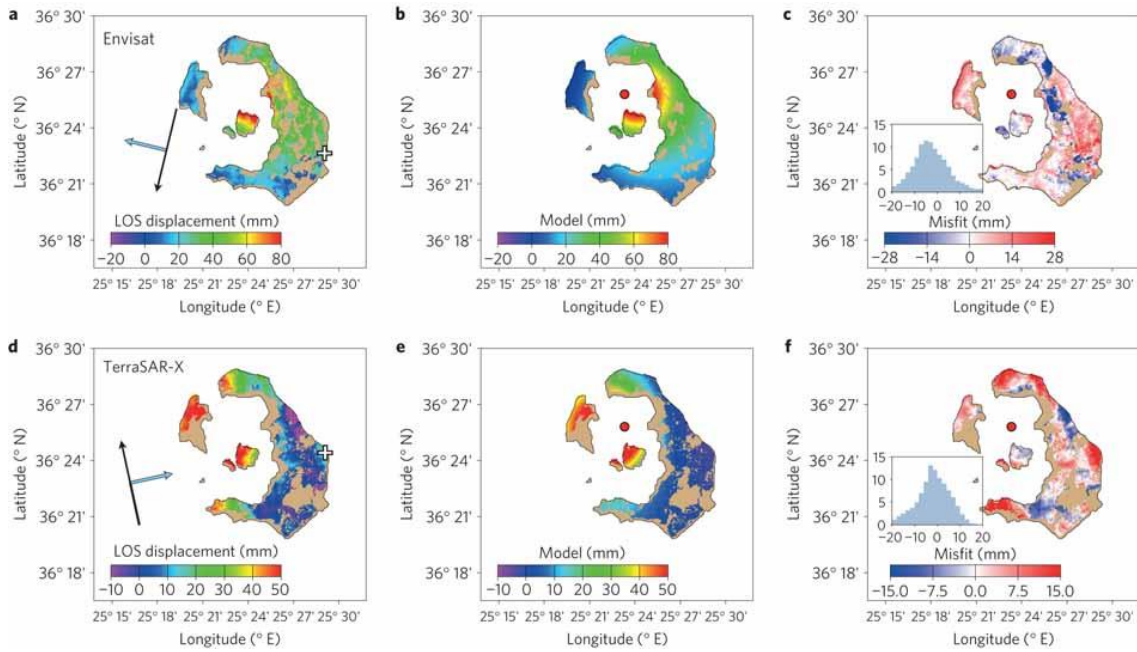 a
b
c
Envisat
36° 30'
36° 27'
36° 24'
36° 21'
36° 18'
Latitude (° N)
LOS displacement (mm)
−20 0 20 40 60 80
25° 15' 25° 18' 25° 21' 25° 24' 25° 27' 25° 30'
Longitude (° E)
36° 30'
36° 27'
36° 24'
36° 21'
36° 18'
Latitude (° N)
Model (mm)
−20 0 20 40 60 80
25° 15' 25° 18' 25° 21' 25° 24' 25° 27' 25° 30'
Longitude (° E)
36° 30'
36° 27'
36° 24'
36° 21'
36° 18'
Latitude (° N)
15
10
5
0
−20 −10 0 10 20
Misfit (mm)
−28 −14 0 14 28
25° 15' 25° 18' 25° 21' 25° 24' 25° 27' 25° 30'
Longitude (° E)
d
e
f
TerraSAR-X
36° 30'
36° 27'
36° 24'
36° 21'
36° 18'
Latitude (° N)
LOS displacement (mm)
−10 0 10 20 30 40 50
25° 15' 25° 18' 25° 21' 25° 24' 25° 27' 25° 30'
Longitude (° E)
36° 30'
36° 27'
36° 24'
36° 21'
36° 18'
Latitude (° N)
Model (mm)
−10 0 10 20 30 40 50
25° 15' 25° 18' 25° 21' 25° 24' 25° 27' 25° 30'
Longitude (° E)
36° 30'
36° 27'
36° 24'
36° 21'
36° 18'
Latitude (° N)
15
10
5
0
−20 −10 0 10 20
Misfit (mm)
−15.0 −7.5 0.0 7.5 15.0
25° 15' 25° 18' 25° 21' 25° 24' 25° 27' 25° 30'
Longitude (° E)